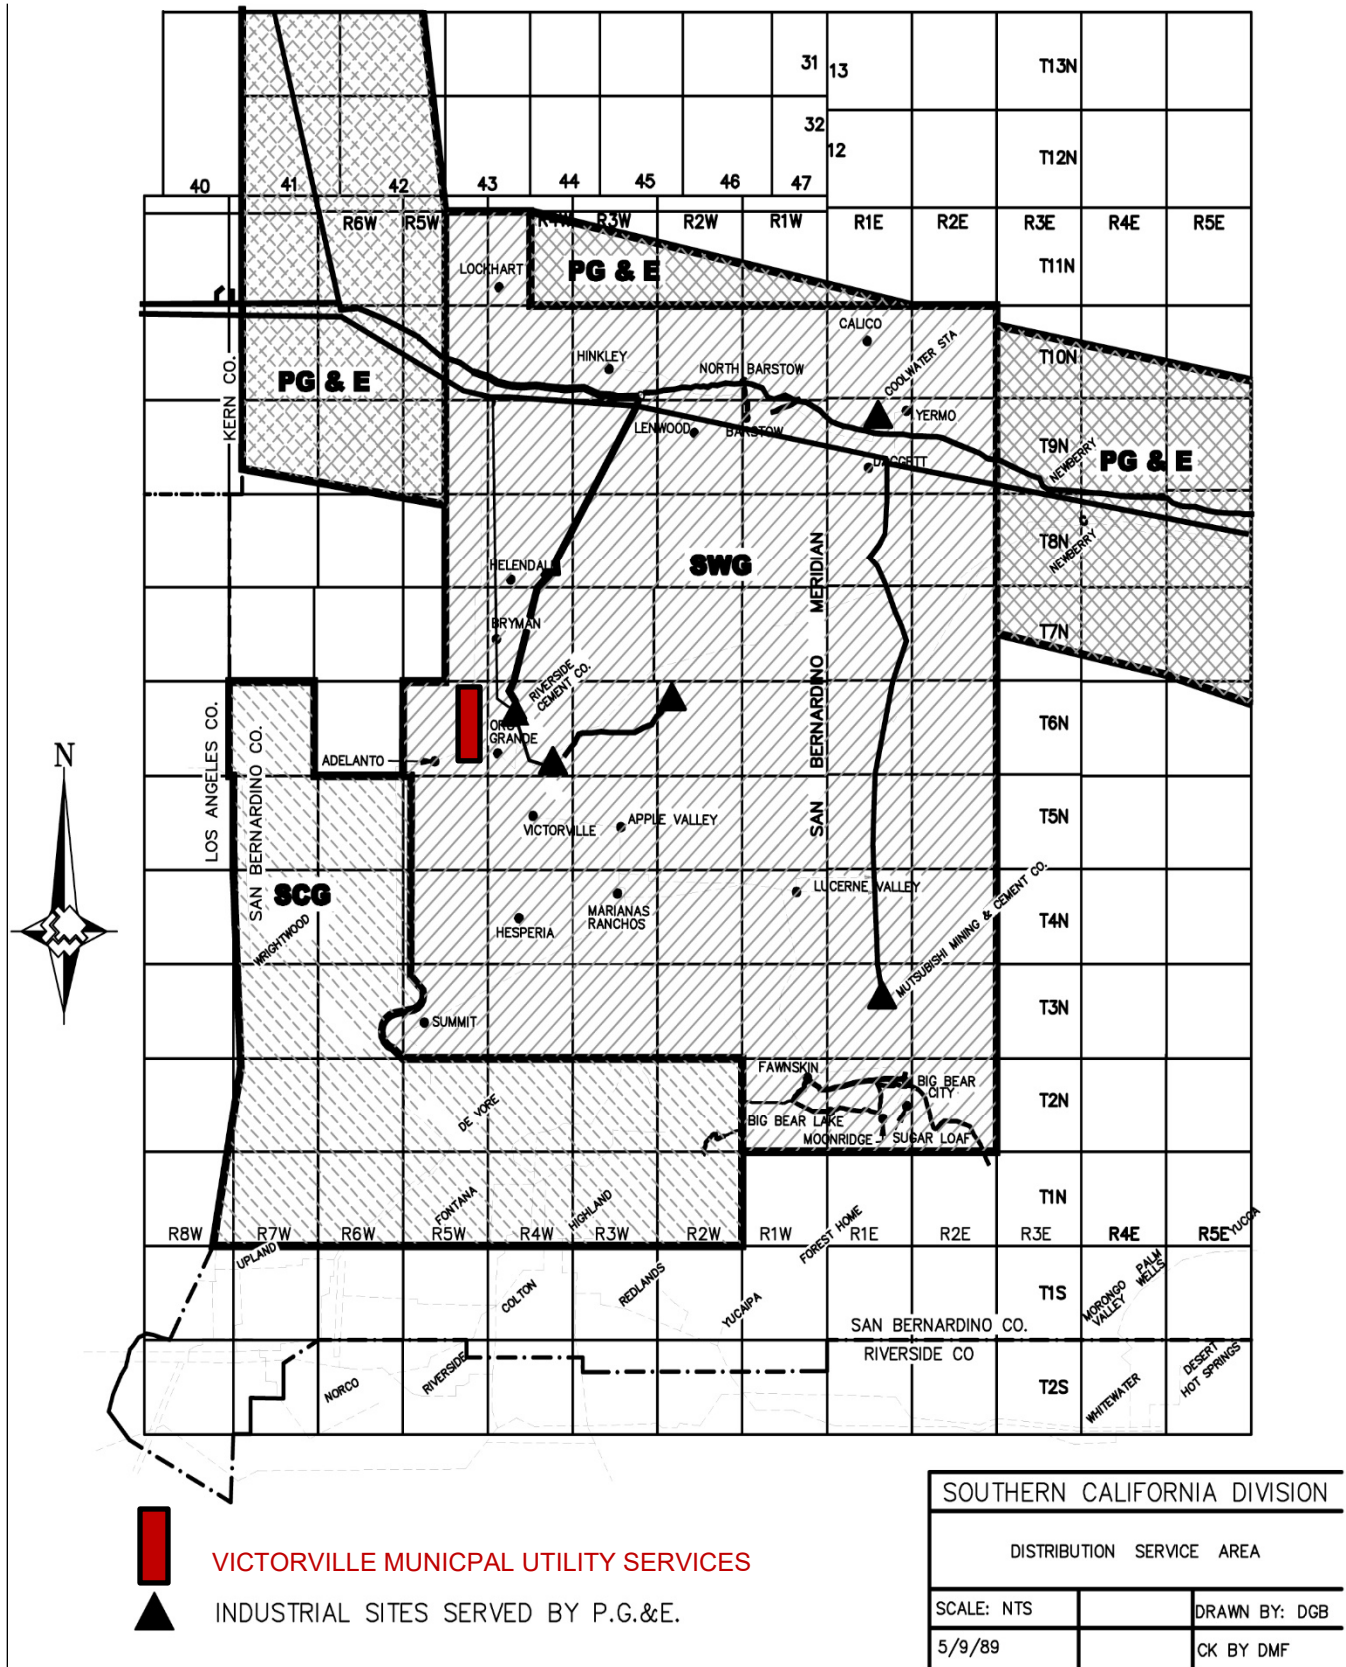 31 13 T13N
32 12 T12N
40 41 42 43 44 45 46 47
R6W R5W R4W R3W R2W R1W R1E R2E R3E R4E R5E
LOCKHART
PG & E
T11N
CALICO
COOLWATER STA
HINKLEY
NORTH BARSTOW
T10N
KERN CO.
PG & E
YERMO
LENWOOD
BARSTOW
DAGGETT
T9N
NEWBERRY
PG & E
T8N
NEWBERRY
HELENDALE
SWG
SAN BERNARDINO MERIDIAN
BRYMAN
T7N
RIVERSIDE
CEMENT CO.
ORO
GRANDE
T6N
LOS ANGELES CO.
SAN BERNARDINO CO.
ADELANTO
N
VICTORVILLE
APPLE VALLEY
T5N
SCG
WRIGHTWOOD
LUCERNE VALLEY
MARIANAS
RANCHOS
HESPERIA
MUTSUBISHI MINING & CEMENT CO.
T4N
SUMMIT
T3N
FAWNSKIN
BIG BEAR
CITY
BIG BEAR LAKE
MOONRIDGE
SUGAR LOAF
DE VORE
T2N
FONTANA
HIGHLAND
FOREST HOME
T1N
YUCCA
R8W R7W R6W R5W R4W R3W R2W R1W R1E R2E R3E R4E R5E
UPLAND
COLTON
REDLANDS
YUCAIPA
MORONGO
VALLEY
PALM
WELLS
T1S
SAN BERNARDINO CO.
RIVERSIDE CO
NORCO
RIVERSIDE
WHITEWATER
DESERT
HOT SPRINGS
T2S
VICTORVILLE MUNICPAL UTILITY SERVICES
INDUSTRIAL SITES SERVED BY P.G.&E.
SOUTHERN CALIFORNIA DIVISION
DISTRIBUTION SERVICE AREA
SCALE: NTS
DRAWN BY: DGB
5/9/89
CK BY DMF